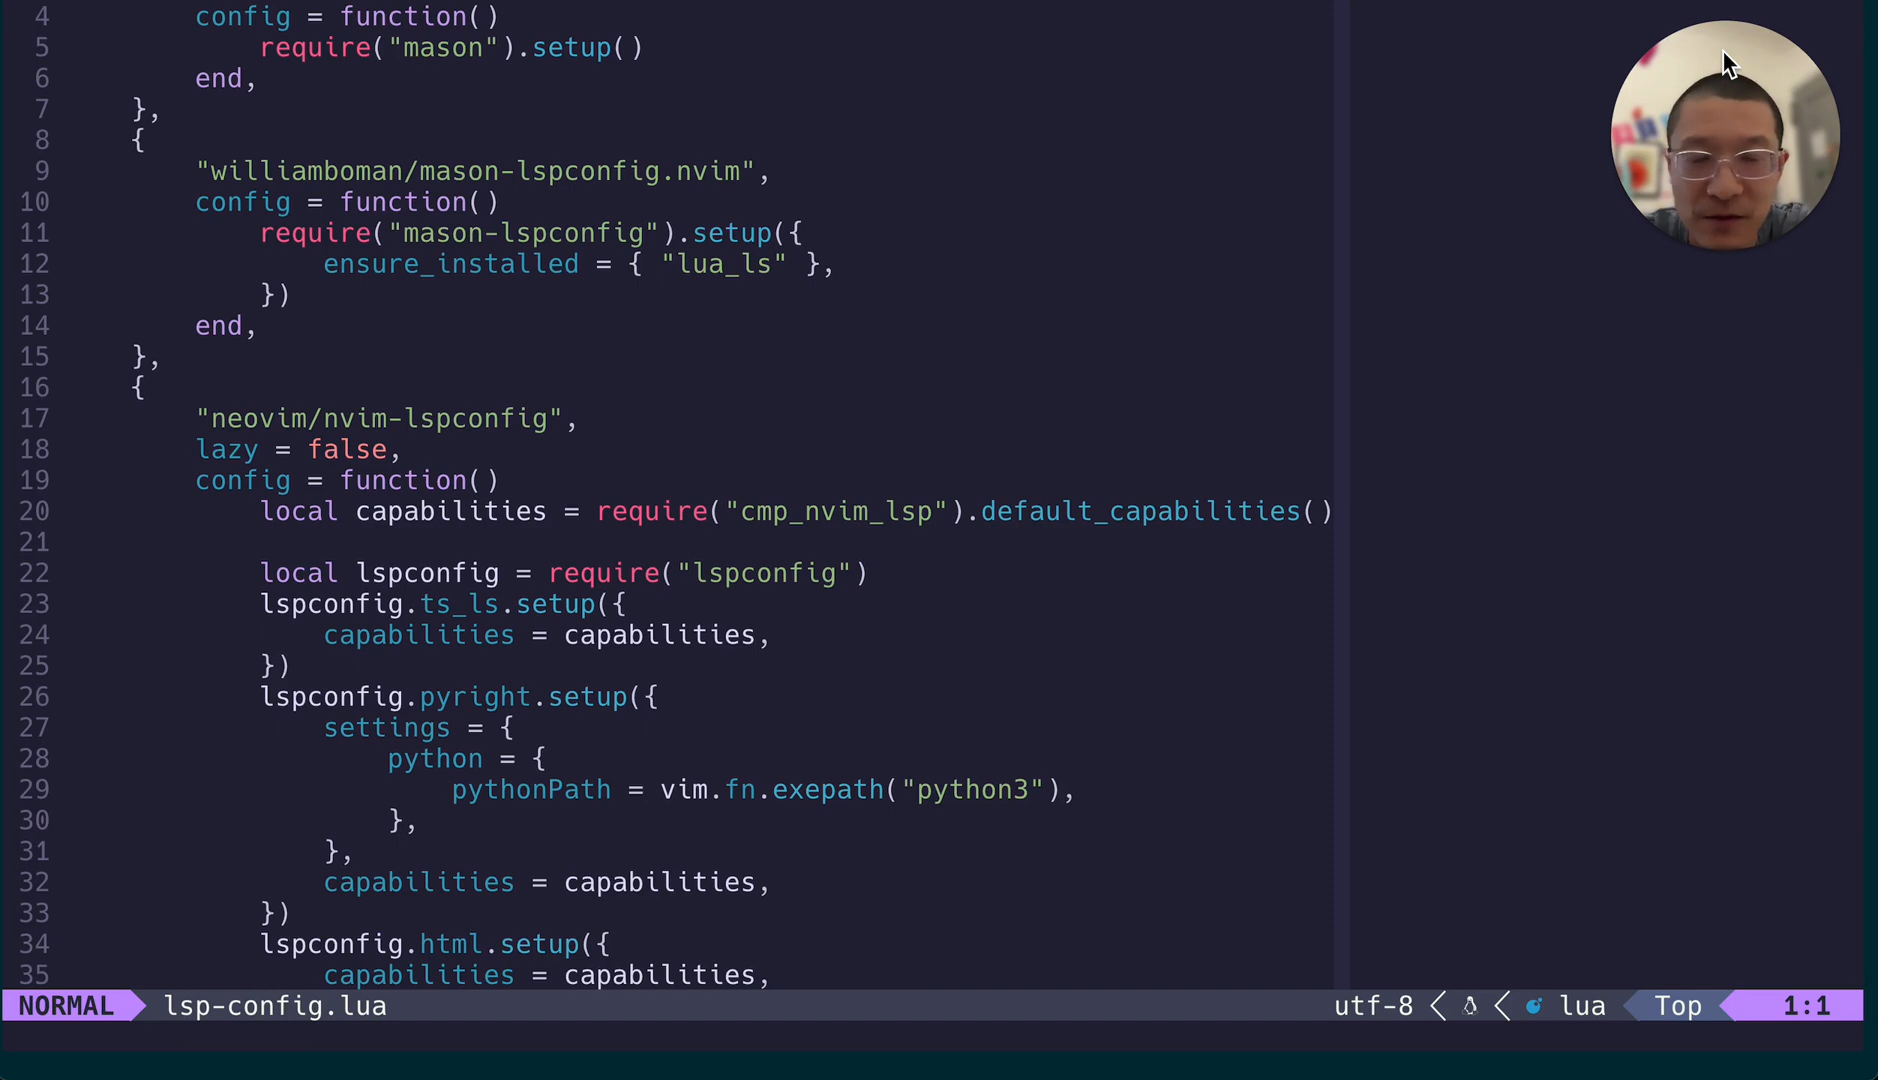 4 config = function()
5 require("mason").setup()
6 end,
7 },
8 {
9 "williamboman/mason-lspconfig.nvim",
10 config = function()
11 require("mason-lspconfig").setup({
12 ensure_installed = { "lua_ls" },
13 })
14 end,
15 },
16 {
17 "neovim/nvim-lspconfig",
18 lazy = false,
19 config = function()
20 local capabilities = require("cmp_nvim_lsp").default_capabilities()
21
22 local lspconfig = require("lspconfig")
23 lspconfig.ts_ls.setup({
24 capabilities = capabilities,
25 })
26 lspconfig.pyright.setup({
27 settings = {
28 python = {
29 pythonPath = vim.fn.exepath("python3"),
30 },
31 },
32 capabilities = capabilities,
33 })
34 lspconfig.html.setup({
35 capabilities = capabilities,
NORMAL lsp-config.lua utf-8 lua Top 1:1